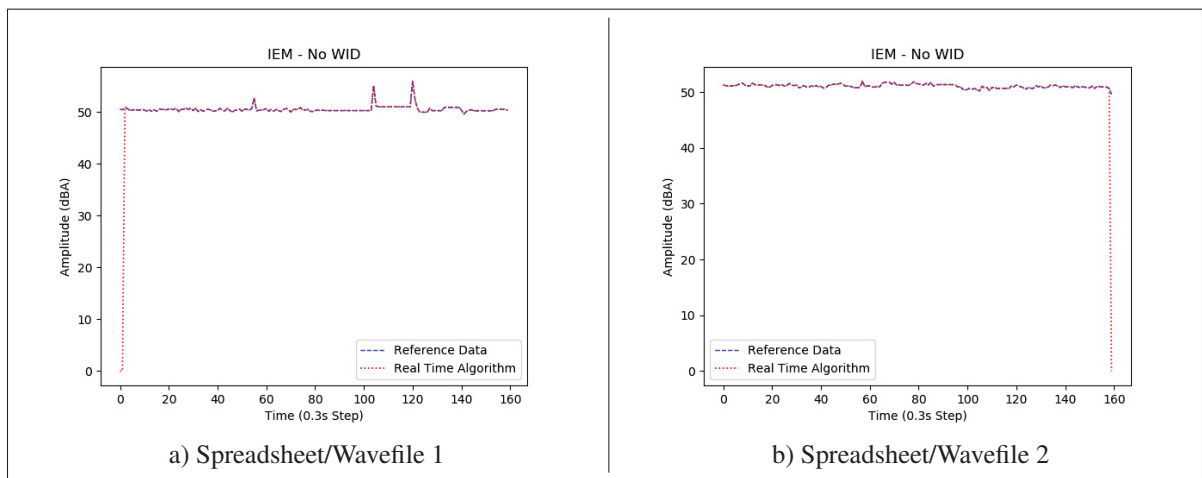 IEM - No WID
50
40
30
20
10
0
Amplitude (dBA)
Reference Data
Real Time Algorithm
0 20 40 60 80 100 120 140 160
Time (0.3s Step)
a) Spreadsheet/Wavefile 1
IEM - No WID
50
40
30
20
10
0
Amplitude (dBA)
Reference Data
Real Time Algorithm
0 20 40 60 80 100 120 140 160
Time (0.3s Step)
b) Spreadsheet/Wavefile 2